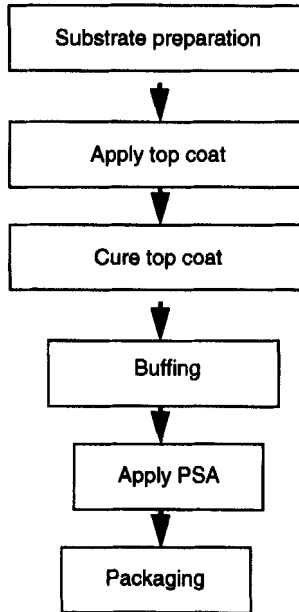 Substrate preparation
Apply top coat
Cure top coat
Buffing
Apply PSA
Packaging